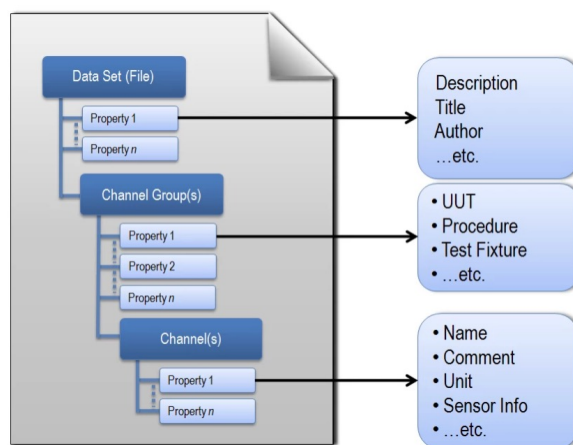 Data Set (File)
Property 1
Property n
Channel Group(s)
Property 1
Property 2
Property n
Channel(s)
Property 1
Property n
Description
Title
Author
…etc.
• UUT
• Procedure
• Test Fixture
• …etc.
• Name
• Comment
• Unit
• Sensor Info
• …etc.